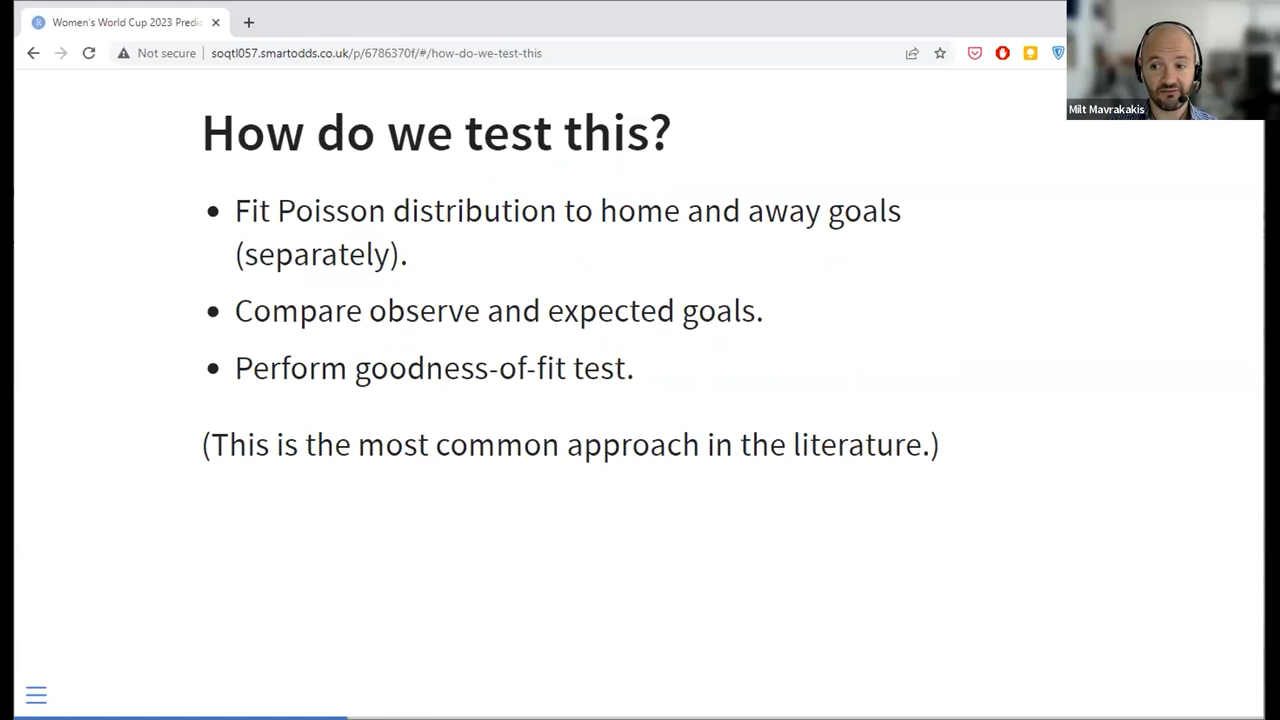 Women's World Cup 2023 Predic
Not secure
soqtl057.smartodds.co.uk/p/6786370f/#/how-do-we-test-this
Milt Mavrakakis
How do we test this?
• Fit Poisson distribution to home and away goals
(separately).
• Compare observe and expected goals.
• Perform goodness-of-fit test.
(This is the most common approach in the literature.)